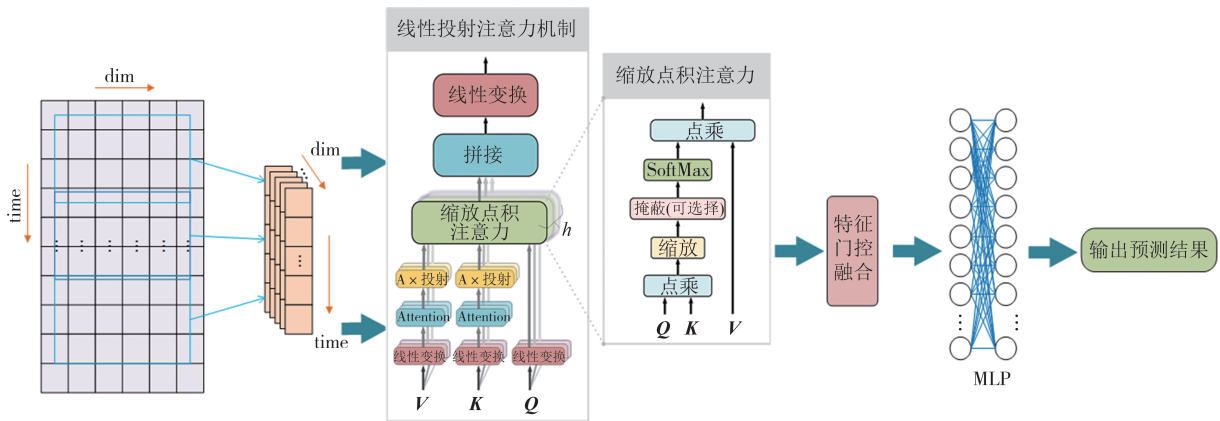 dim
time
dim
time
线性投射注意力机制
线性变换
拼接
缩放点积
注意力
h
A×投射
A×投射
Attention
Attention
线性变换
线性变换
线性变换
V
K
Q
缩放点积注意力
点乘
SoftMax
掩蔽(可选择)
缩放
点乘
Q
K
V
特征
门控
融合
MLP
输出预测结果